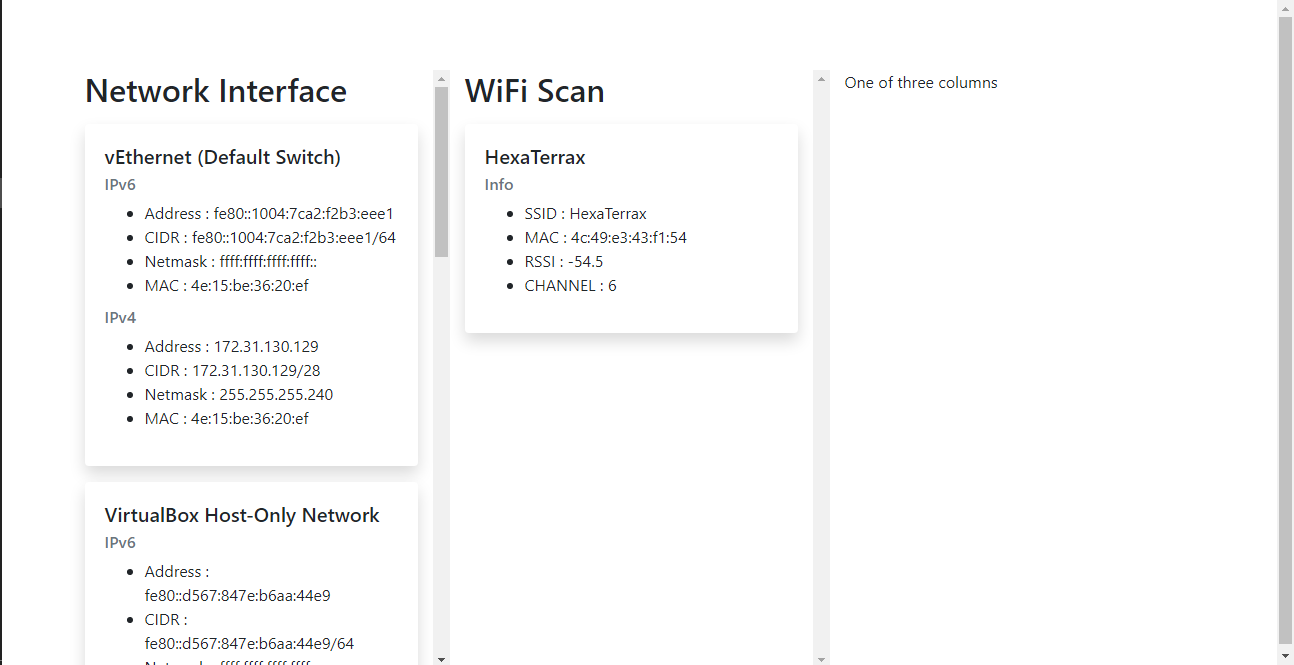 Network Interface
vEthernet (Default Switch)
IPv6
Address : fe80::1004:7ca2:f2b3:eee1
CIDR : fe80::1004:7ca2:f2b3:eee1/64
Netmask : ffff:ffff:ffff:ffff::
MAC : 4e:15:be:36:20:ef
IPv4
Address : 172.31.130.129
CIDR : 172.31.130.129/28
Netmask : 255.255.255.240
MAC : 4e:15:be:36:20:ef
VirtualBox Host-Only Network
IPv6
Address :
fe80::d567:847e:b6aa:44e9
CIDR :
fe80::d567:847e:b6aa:44e9/64
WiFi Scan
HexaTerrax
Info
SSID : HexaTerrax
MAC : 4c:49:e3:43:f1:54
RSSI : -54.5
CHANNEL : 6
One of three columns